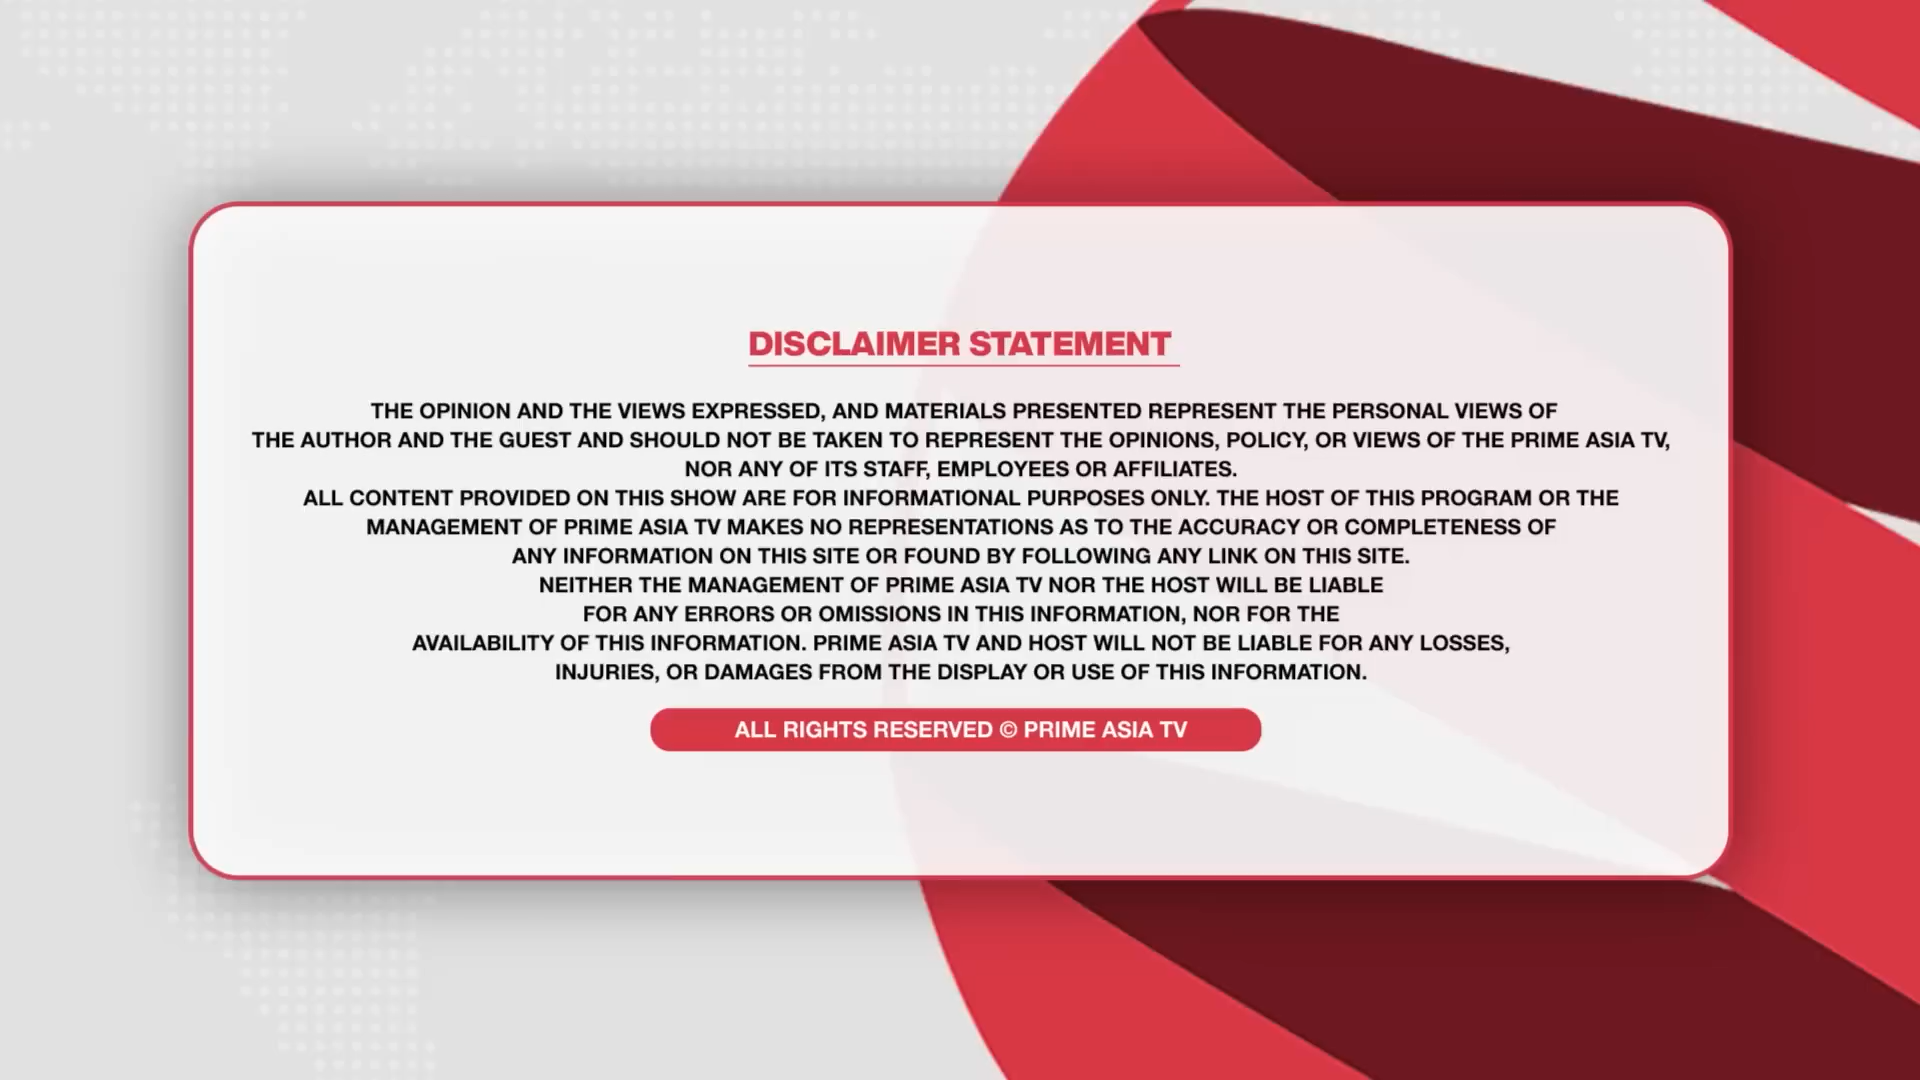 DISCLAIMER STATEMENT
THE OPINION AND THE VIEWS EXPRESSED, AND MATERIALS PRESENTED REPRESENT THE PERSONAL VIEWS OF
THE AUTHOR AND THE GUEST AND SHOULD NOT BE TAKEN TO REPRESENT THE OPINIONS, POLICY, OR VIEWS OF THE PRIME ASIA TV,
NOR ANY OF ITS STAFF, EMPLOYEES OR AFFILIATES.
ALL CONTENT PROVIDED ON THIS SHOW ARE FOR INFORMATIONAL PURPOSES ONLY. THE HOST OF THIS PROGRAM OR THE
MANAGEMENT OF PRIME ASIA TV MAKES NO REPRESENTATIONS AS TO THE ACCURACY OR COMPLETENESS OF
ANY INFORMATION ON THIS SITE OR FOUND BY FOLLOWING ANY LINK ON THIS SITE.
NEITHER THE MANAGEMENT OF PRIME ASIA TV NOR THE HOST WILL BE LIABLE
FOR ANY ERRORS OR OMISSIONS IN THIS INFORMATION, NOR FOR THE
AVAILABILITY OF THIS INFORMATION. PRIME ASIA TV AND HOST WILL NOT BE LIABLE FOR ANY LOSSES,
INJURIES, OR DAMAGES FROM THE DISPLAY OR USE OF THIS INFORMATION.
ALL RIGHTS RESERVED © PRIME ASIA TV